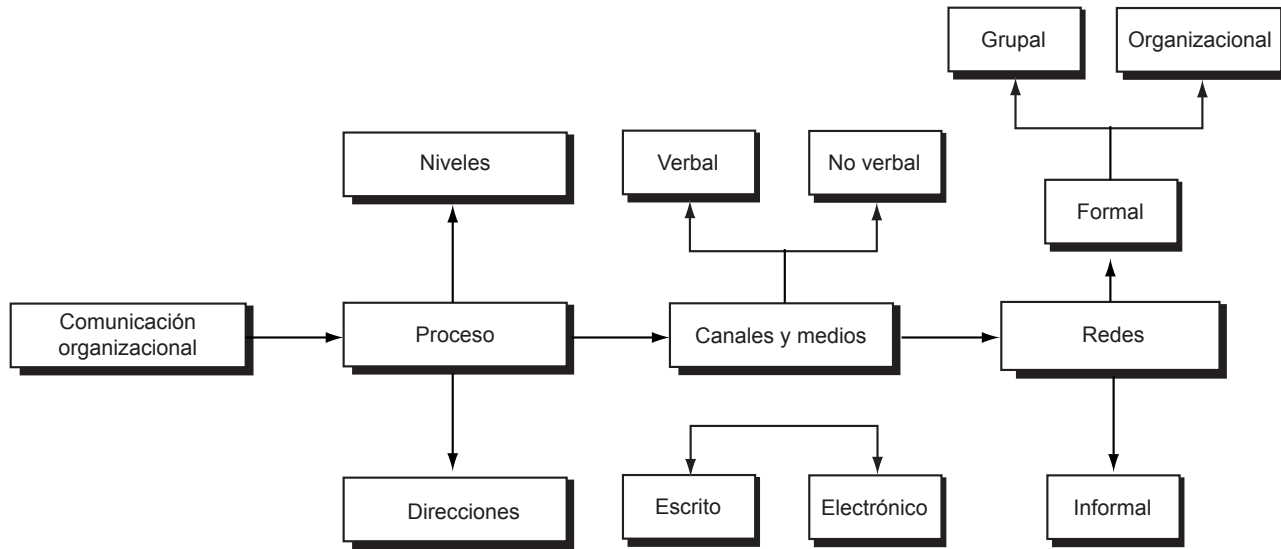 Grupal
Organizacional
Niveles
Verbal
No verbal
Formal
Comunicación
organizacional
Proceso
Canales y medios
Redes
Direcciones
Escrito
Electrónico
Informal